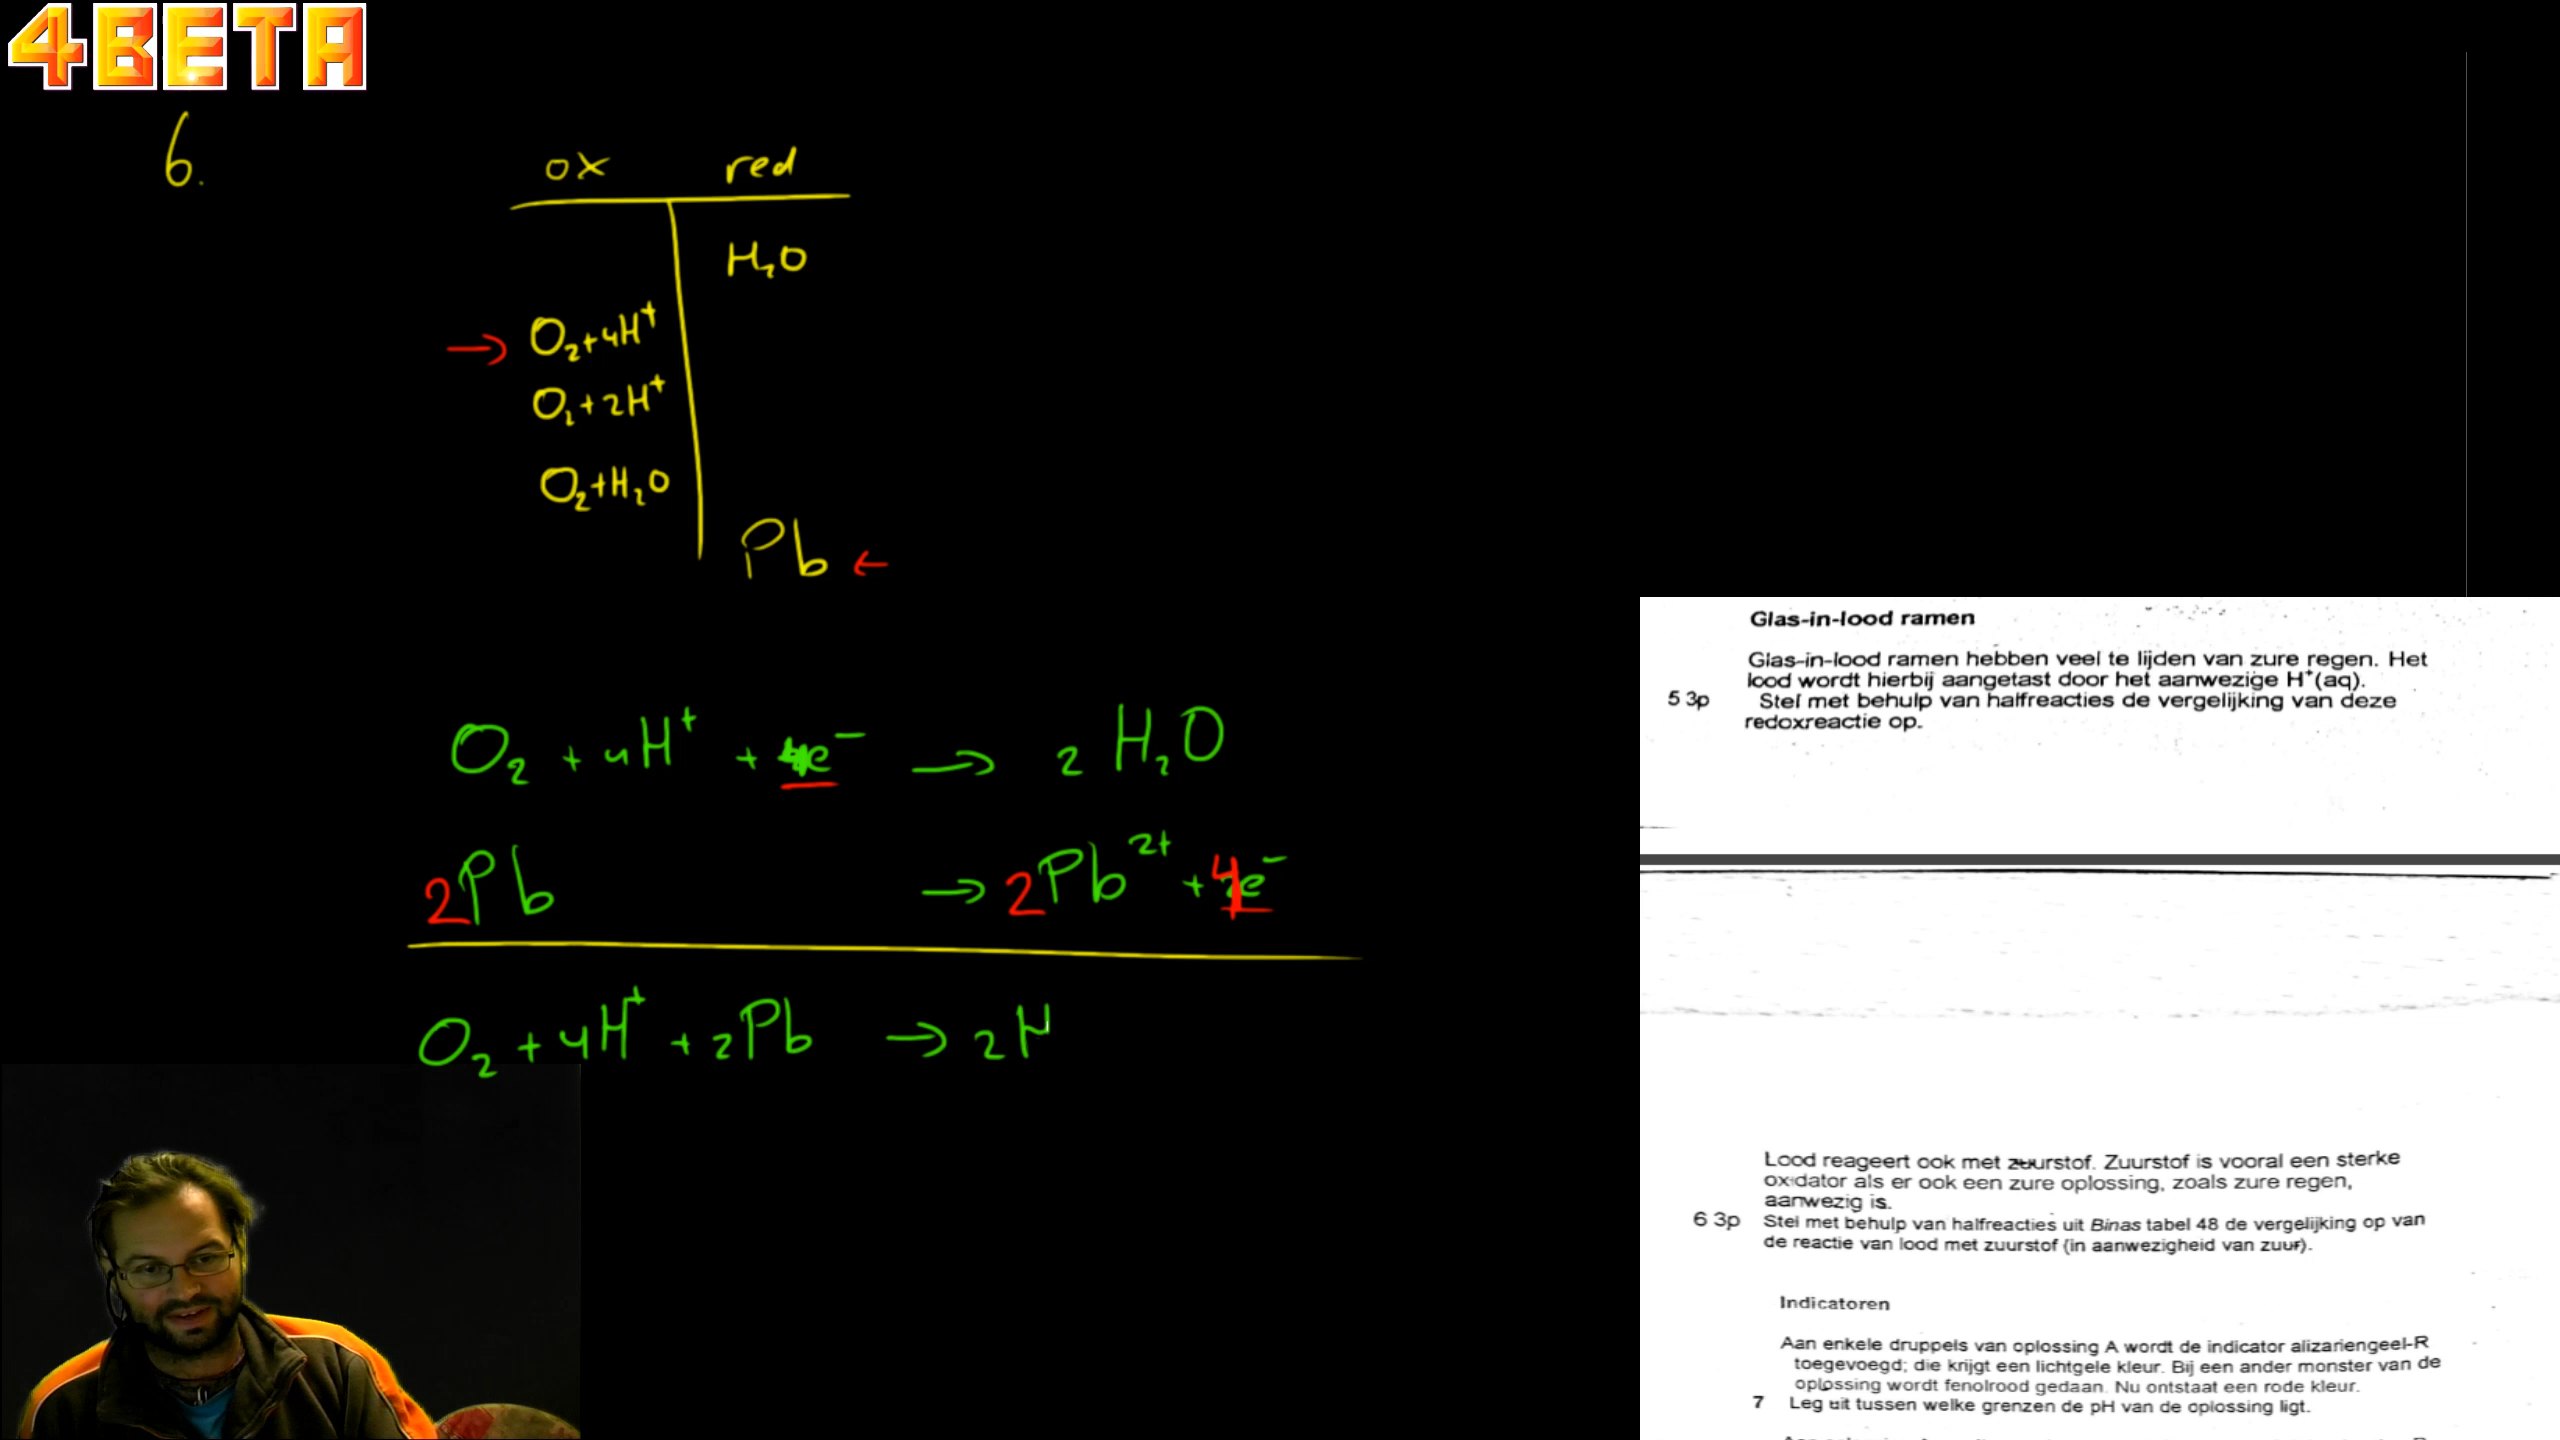 4BETA
6.
ox red
H₂O
→ O₂+4H⁺
O₂+2H⁺
O₂+H₂O
Pb ←
O₂ + 4H⁺ + 4e⁻ → 2 H₂O
2Pb → 2Pb²⁺ + 4e⁻
O₂ + 4H⁺ + 2Pb → 2H
Glas-in-lood ramen
Glas-in-lood ramen hebben veel te lijden van zure regen. Het
lood wordt hierbij aangetast door het aanwezige H⁺(aq).
5 3p Stel met behulp van halfreacties de vergelijking van deze
redoxreactie op.
Lood reageert ook met zuurstof. Zuurstof is vooral een sterke
oxidator als er ook een zure oplossing, zoals zure regen,
aanwezig is.
6 3p Stel met behulp van halfreacties uit Binas tabel 48 de vergelijking op van
de reactie van lood met zuurstof (in aanwezigheid van zuur).
Indicatoren
Aan enkele druppels van oplossing A wordt de indicator alizariengeel-R
toegevoegd; die krijgt een lichtgele kleur. Bij een ander monster van de
oplossing wordt fenolrood gedaan. Nu ontstaat een rode kleur.
7 Leg uit tussen welke grenzen de pH van de oplossing ligt.